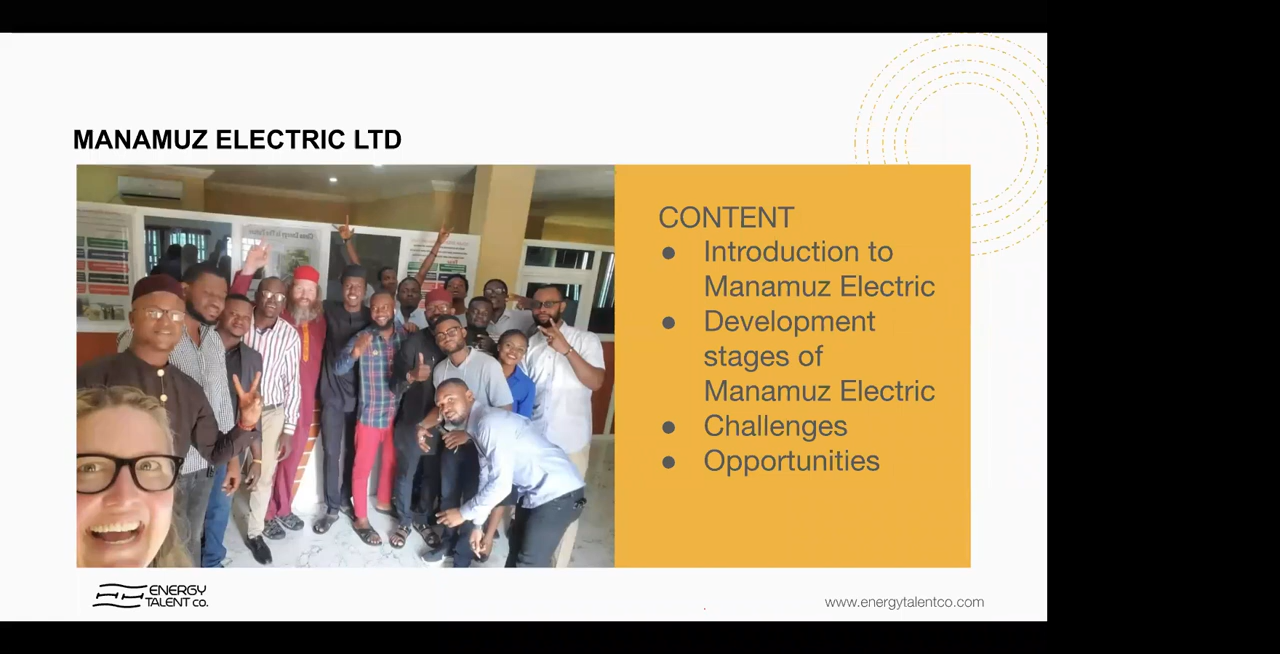 MANAMUZ ELECTRIC LTD
CONTENT
● Introduction to
Manamuz Electric
● Development
stages of
Manamuz Electric
● Challenges
● Opportunities
ENERGY
TALENT CO.
www.energytalentco.com